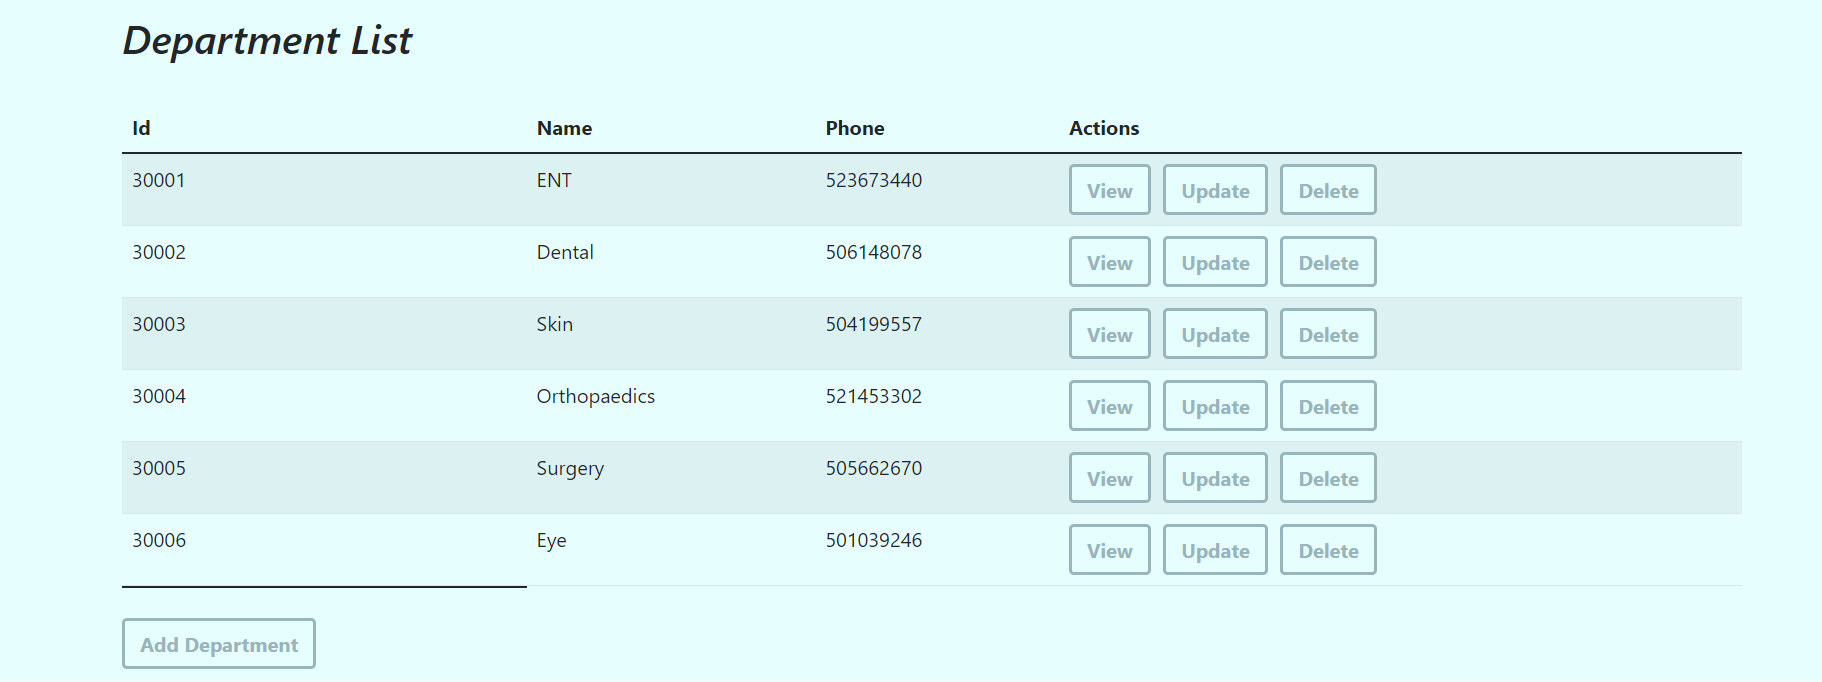 Department List
Id Name Phone Actions
30001 ENT 523673440 View Update Delete
30002 Dental 506148078 View Update Delete
30003 Skin 504199557 View Update Delete
30004 Orthopaedics 521453302 View Update Delete
30005 Surgery 505662670 View Update Delete
30006 Eye 501039246 View Update Delete
Add Department